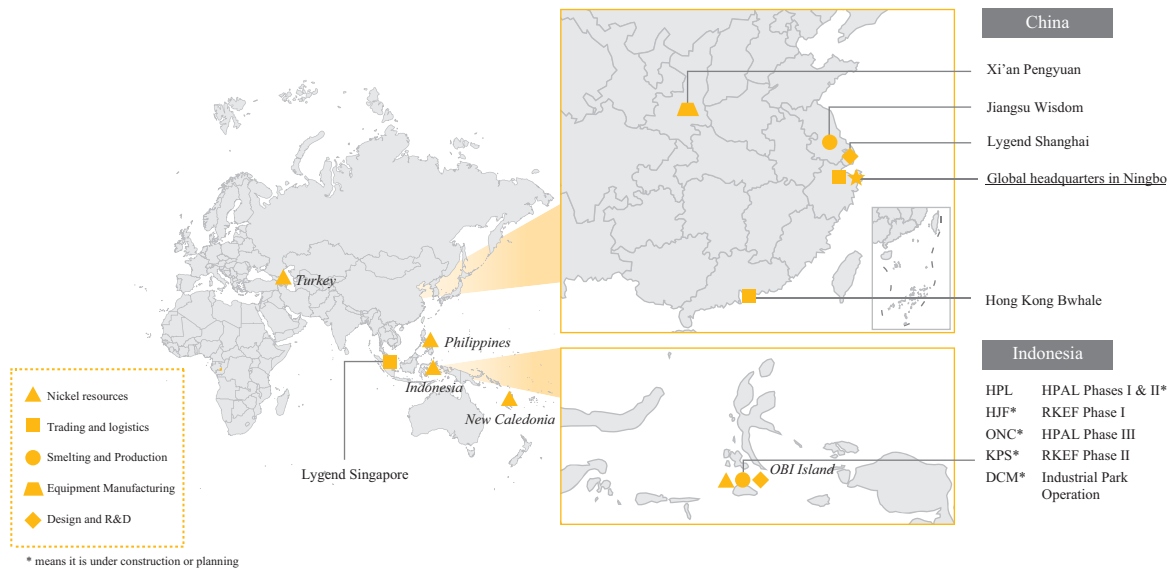 China
Xi'an Pengyuan
Jiangsu Wisdom
Lygend Shanghai
Global headquarters in Ningbo
Hong Kong Bwhale
Turkey
Philippines
Indonesia
New Caledonia
Lygend Singapore
Nickel resources
Trading and logistics
Smelting and Production
Equipment Manufacturing
Design and R&D
* means it is under construction or planning
OBI Island
Indonesia
HPL HPAL Phases I & II*
HJF* RKEF Phase I
ONC* HPAL Phase III
KPS* RKEF Phase II
DCM* Industrial Park
Operation